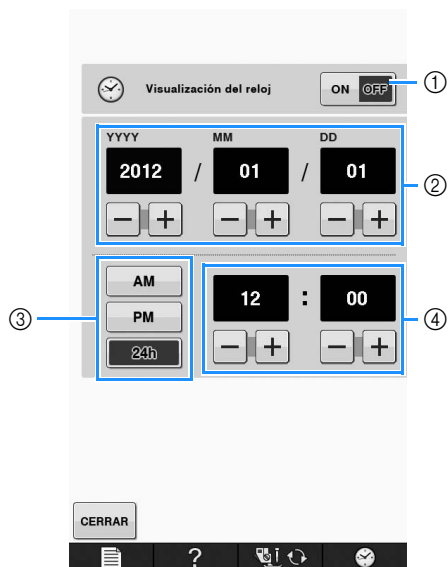 Visualización del reloj ON OFF ①
YYYY MM DD
2012 / 01 / 01
②
− + − + − +
AM
PM
24h
③
12 : 00
④
− + − +
CERRAR
?